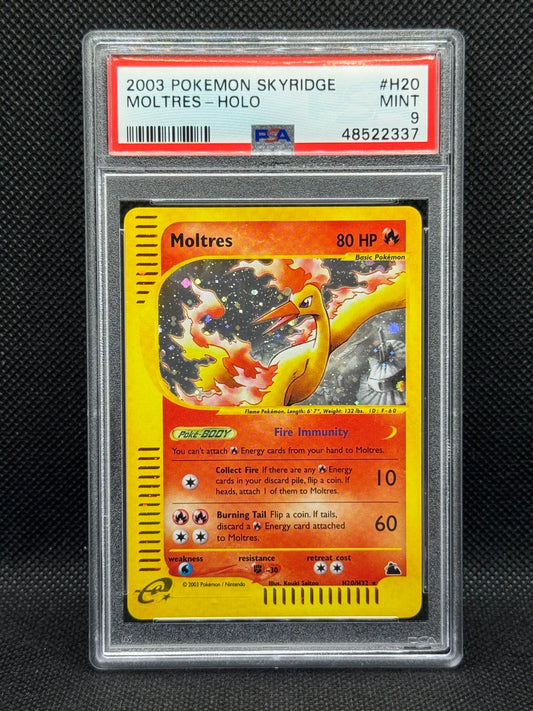 2003 POKEMON SKYRIDGE #H20
MOLTRES - HOLO MINT
9
PSA 48522337
Moltres 80 HP
Basic Pokémon
Flame Pokémon, Length: 6' 7", Weight: 132 lbs. ID: F-60
Poké-BODY Fire Immunity
You can't attach Energy cards from your hand to Moltres.
Collect Fire If there are any Energy
cards in your discard pile, flip a coin. If
heads, attach 1 of them to Moltres.
10
Burning Tail Flip a coin. If tails,
discard a Energy card attached
to Moltres.
60
weakness resistance retreat cost
-30
© 2003 Pokémon / Nintendo Illus. Kouki Saitou H20/H32 ★
e
PSA